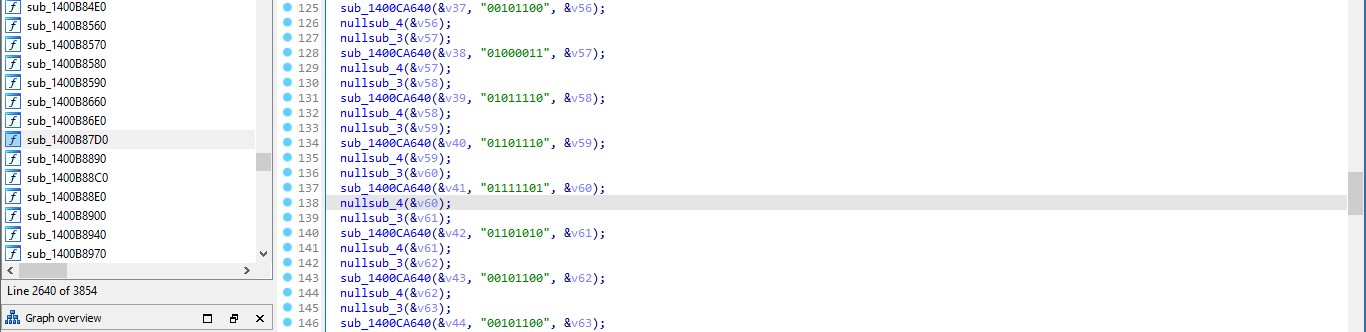 sub_1400B84E0
sub_1400B8560
sub_1400B8570
sub_1400B8580
sub_1400B8590
sub_1400B8660
sub_1400B86E0
sub_1400B87D0
sub_1400B8890
sub_1400B88C0
sub_1400B88E0
sub_1400B8900
sub_1400B8940
sub_1400B8970
Line 2640 of 3854
Graph overview
125 sub_1400CA640(&v37, "00101100", &v56);
126 nullsub_4(&v56);
127 nullsub_3(&v57);
128 sub_1400CA640(&v38, "01000011", &v57);
129 nullsub_4(&v57);
130 nullsub_3(&v58);
131 sub_1400CA640(&v39, "01011110", &v58);
132 nullsub_4(&v58);
133 nullsub_3(&v59);
134 sub_1400CA640(&v40, "01101110", &v59);
135 nullsub_4(&v59);
136 nullsub_3(&v60);
137 sub_1400CA640(&v41, "01111101", &v60);
138 nullsub_4(&v60);
139 nullsub_3(&v61);
140 sub_1400CA640(&v42, "01101010", &v61);
141 nullsub_4(&v61);
142 nullsub_3(&v62);
143 sub_1400CA640(&v43, "00101100", &v62);
144 nullsub_4(&v62);
145 nullsub_3(&v63);
146 sub_1400CA640(&v44, "00101100", &v63);